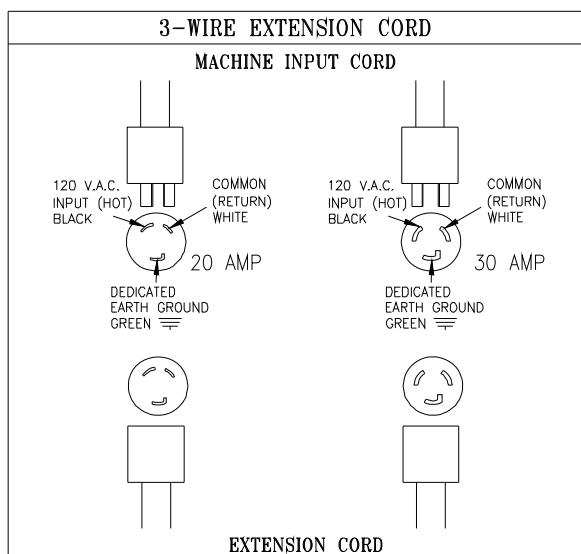 3-WIRE EXTENSION CORD
MACHINE INPUT CORD
120 V.A.C.
INPUT (HOT)
BLACK
COMMON
(RETURN)
WHITE
20 AMP
DEDICATED
EARTH GROUND
GREEN
120 V.A.C.
INPUT (HOT)
BLACK
COMMON
(RETURN)
WHITE
30 AMP
DEDICATED
EARTH GROUND
GREEN
EXTENSION CORD